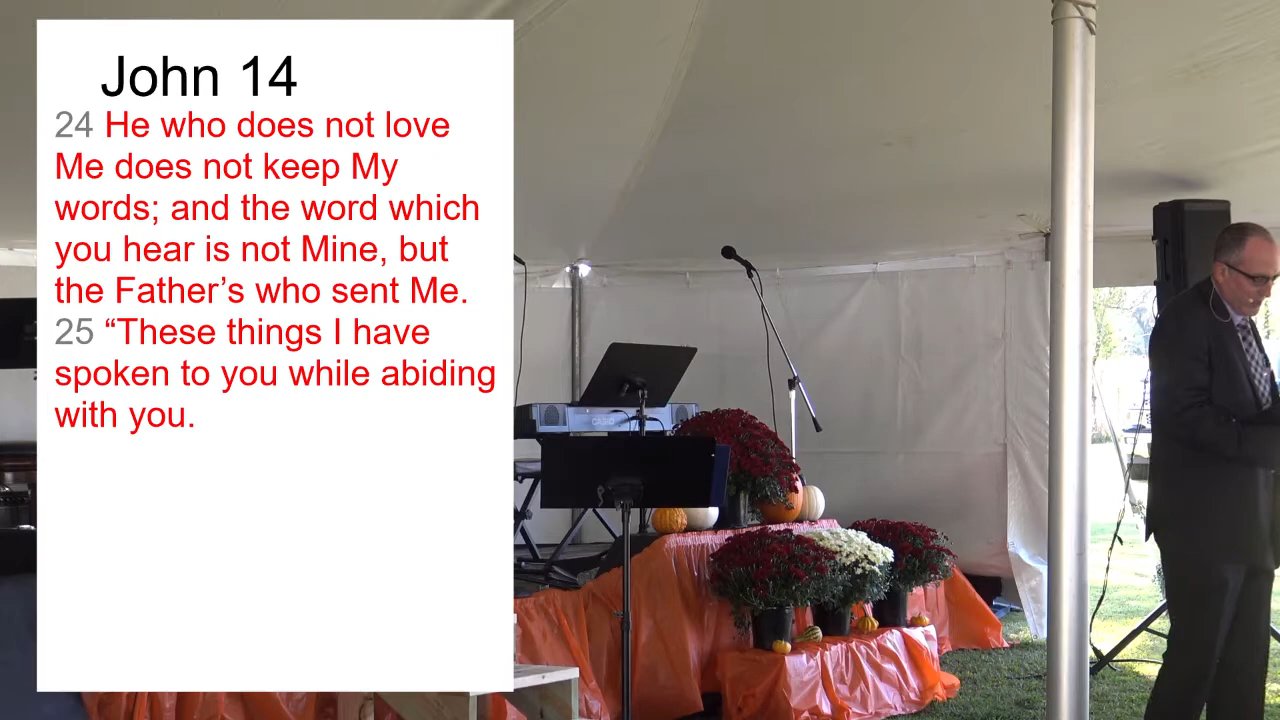 John 14
24 He who does not love
Me does not keep My
words; and the word which
you hear is not Mine, but
the Father’s who sent Me.
25 “These things I have
spoken to you while abiding
with you.
CASIO